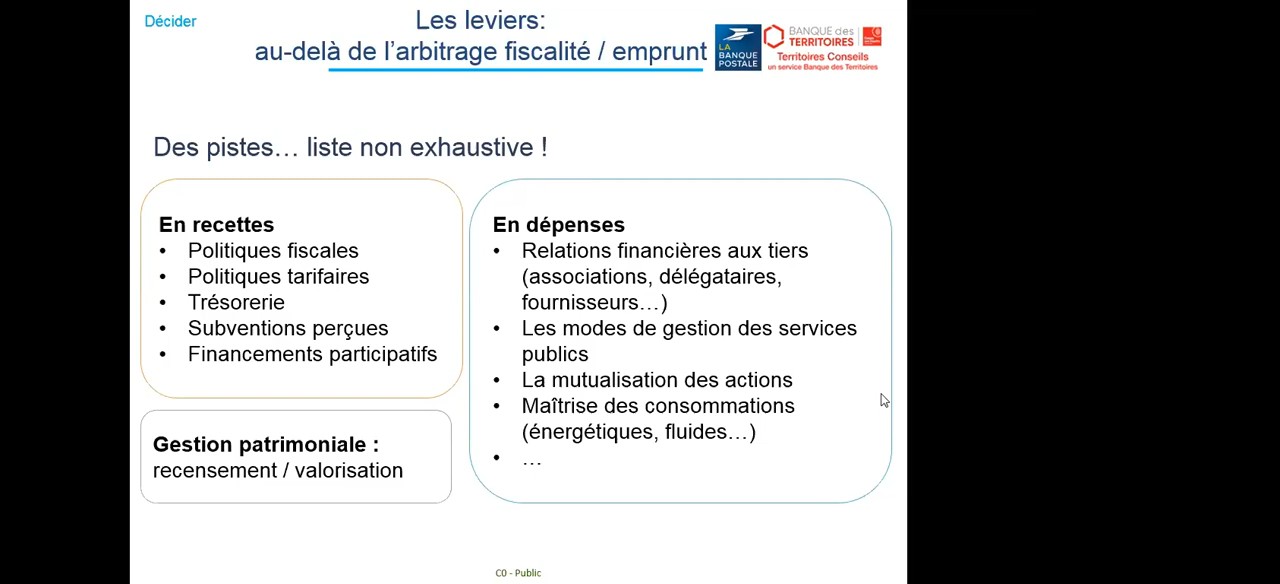 Décider
Les leviers:
au-delà de l’arbitrage fiscalité / emprunt
LA
BANQUE
POSTALE
BANQUE des
TERRITOIRES
Territoires Conseils
un service Banque des Territoires
Des pistes… liste non exhaustive !
En recettes
• Politiques fiscales
• Politiques tarifaires
• Trésorerie
• Subventions perçues
• Financements participatifs
Gestion patrimoniale :
recensement / valorisation
En dépenses
• Relations financières aux tiers
(associations, délégataires,
fournisseurs…)
• Les modes de gestion des services
publics
• La mutualisation des actions
• Maîtrise des consommations
(énergétiques, fluides…)
• …
C0 - Public